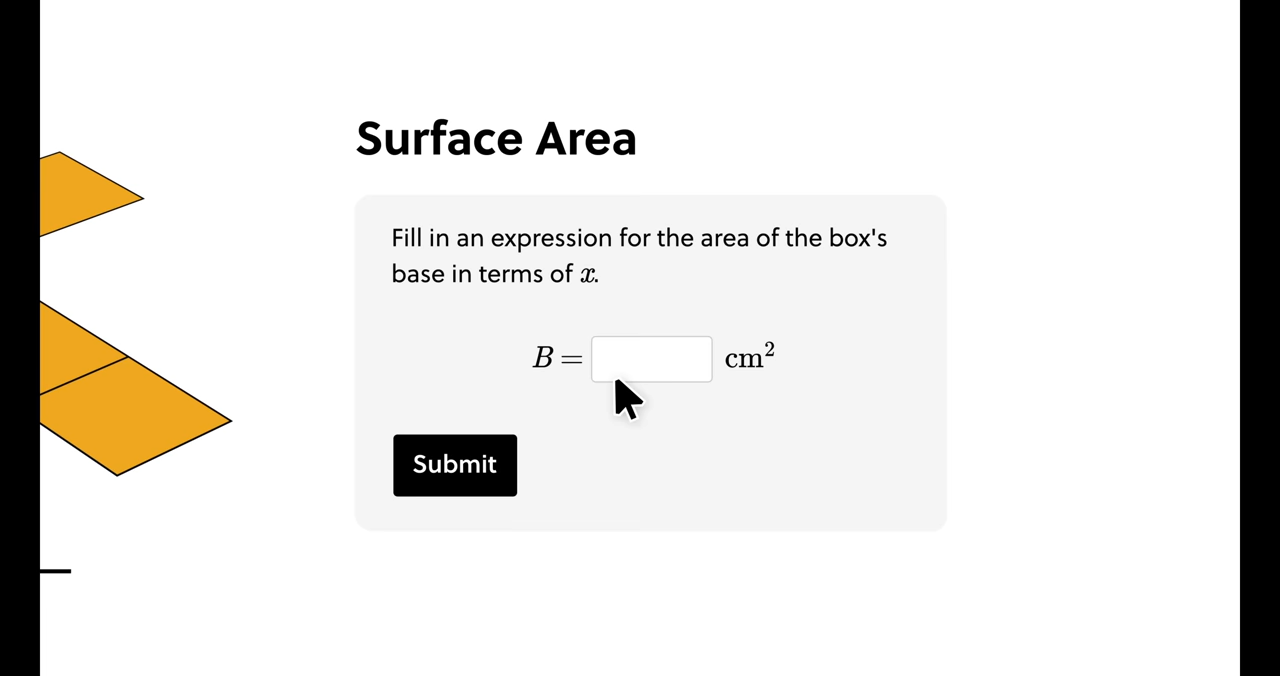 Surface Area
Fill in an expression for the area of the box's
base in terms of x.
B = cm²
Submit